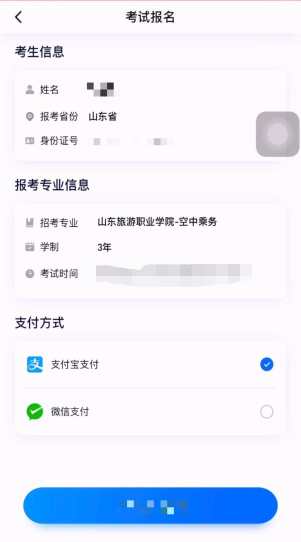 考试报名
考生信息
姓名
报考省份 山东省
身份证号
报考专业信息
招考专业 山东旅游职业学院-空中乘务
学制 3年
考试时间
支付方式
支付宝支付
微信支付